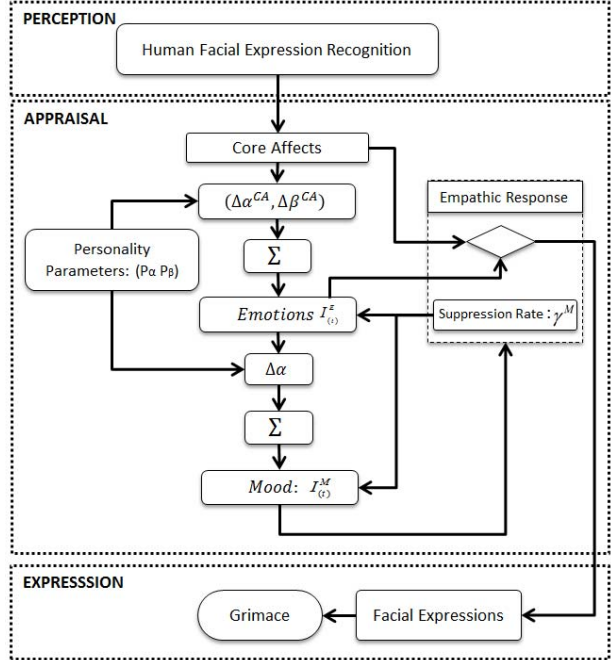 PERCEPTION
Human Facial Expression Recognition
APPRAISAL
Core Affects
(Δα^CA, Δβ^CA)
Empathic Response
Personality
Parameters: (Pα Pβ)
Σ
Emotions I^E_(t)
Suppression Rate : γ^M
Δα
Σ
Mood: I^M_(t)
EXPRESSSION
Grimace
Facial Expressions